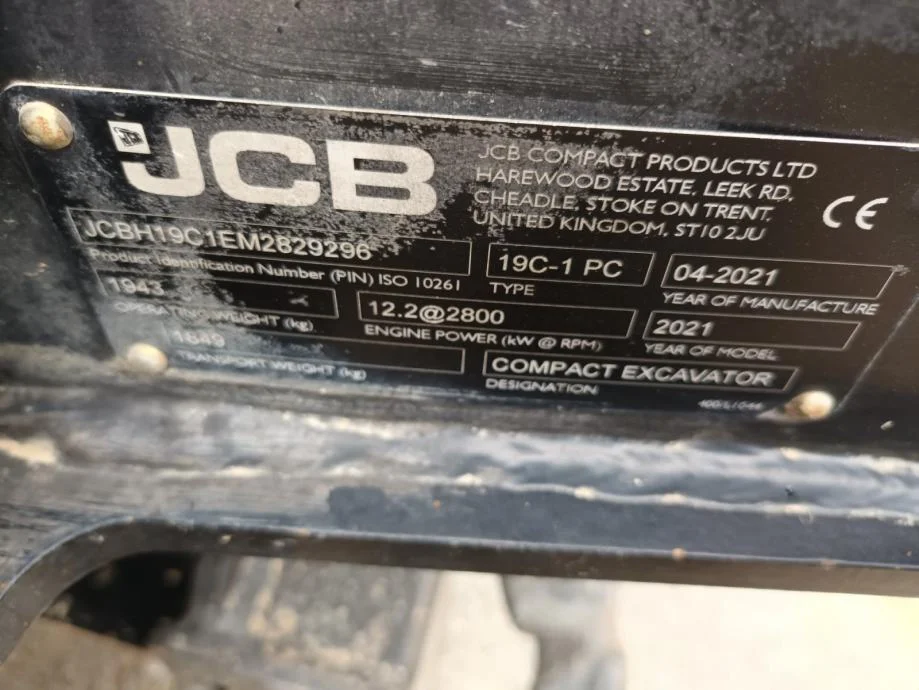 JCB
JCB COMPACT PRODUCTS LTD
HAREWOOD ESTATE, LEEK RD,
CHEADLE, STOKE ON TRENT,
UNITED KINGDOM, ST10 2JU
CE
JCBH19C1EM2829296
Product Identification Number (PIN) ISO 10261
19C-1 PC
TYPE
04-2021
YEAR OF MANUFACTURE
1943
OPERATING WEIGHT (kg)
12.2@2800
ENGINE POWER (kW @ RPM)
2021
YEAR OF MODEL
1849
TRANSPORT WEIGHT (kg)
COMPACT EXCAVATOR
DESIGNATION